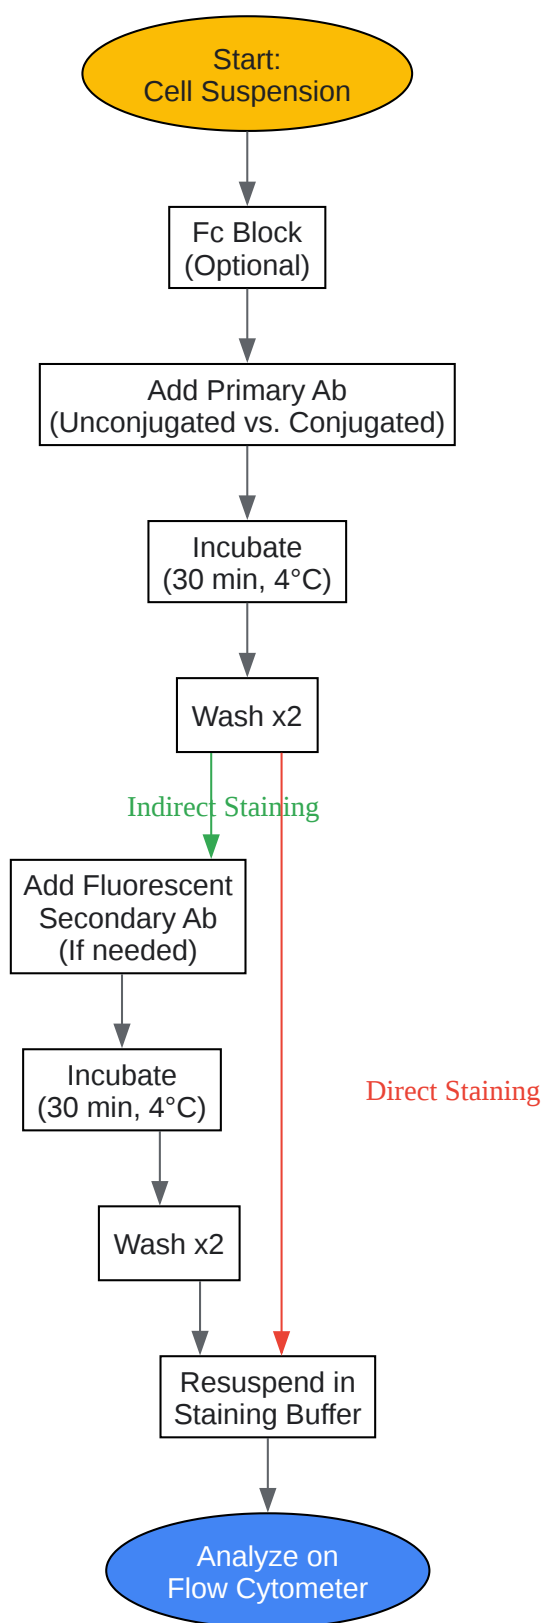 Start:
Cell Suspension
Fc Block
(Optional)
Add Primary Ab
(Unconjugated vs. Conjugated)
Incubate
(30 min, 4°C)
Wash x2
Indirect Staining
Add Fluorescent
Secondary Ab
(If needed)
Incubate
(30 min, 4°C)
Direct Staining
Wash x2
Resuspend in
Staining Buffer
Analyze on
Flow Cytometer